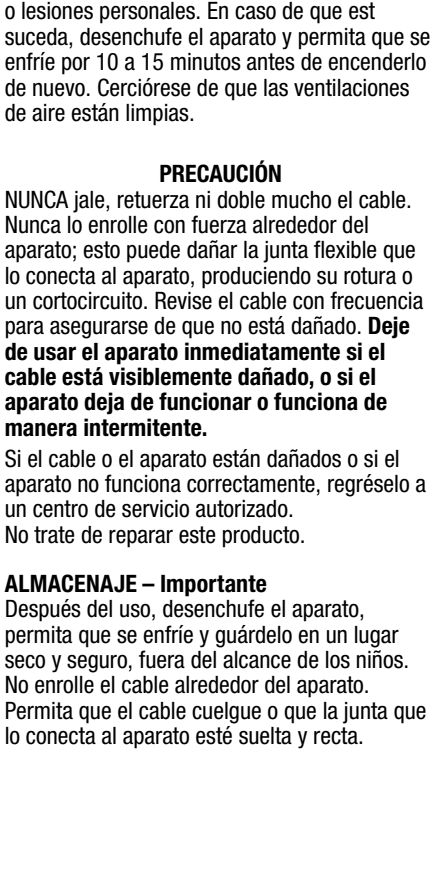 o lesiones personales. En caso de que est
suceda, desenchufe el aparato y permita que se
enfríe por 10 a 15 minutos antes de encenderlo
de nuevo. Cerciórese de que las ventilaciones
de aire están limpias.
PRECAUCIÓN
NUNCA jale, retuerza ni doble mucho el cable.
Nunca lo enrolle con fuerza alrededor del
aparato; esto puede dañar la junta flexible que
lo conecta al aparato, produciendo su rotura o
un cortocircuito. Revise el cable con frecuencia
para asegurarse de que no está dañado. Deje
de usar el aparato inmediatamente si el
cable está visiblemente dañado, o si el
aparato deja de funcionar o funciona de
manera intermitente.
Si el cable o el aparato están dañados o si el
aparato no funciona correctamente, regréselo a
un centro de servicio autorizado.
No trate de reparar este producto.
ALMACENAJE – Importante
Después del uso, desenchufe el aparato,
permita que se enfríe y guárdelo en un lugar
seco y seguro, fuera del alcance de los niños.
No enrolle el cable alrededor del aparato.
Permita que el cable cuelgue o que la junta que
lo conecta al aparato esté suelta y recta.